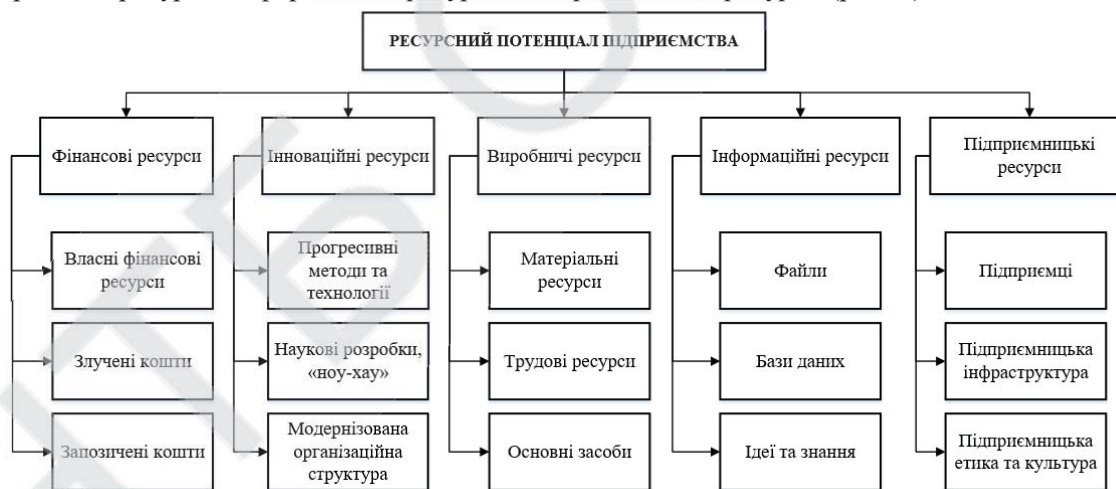 РЕСУРСНИЙ ПОТЕНЦІАЛ ПІДПРИЄМСТВА
Фінансові ресурси
Інноваційні ресурси
Виробничі ресурси
Інформаційні ресурси
Підприємницькі
ресурси
Власні фінансові
ресурси
Прогресивні
методи та
технології
Матеріальні
ресурси
Файли
Підприємці
Злучені кошти
Наукові розробки,
«ноу-хау»
Трудові ресурси
Бази даних
Підприємницька
інфраструктура
Запозичені кошти
Модернізована
організаційна
структура
Основні засоби
Ідеї та знання
Підприємницька
етика та культура